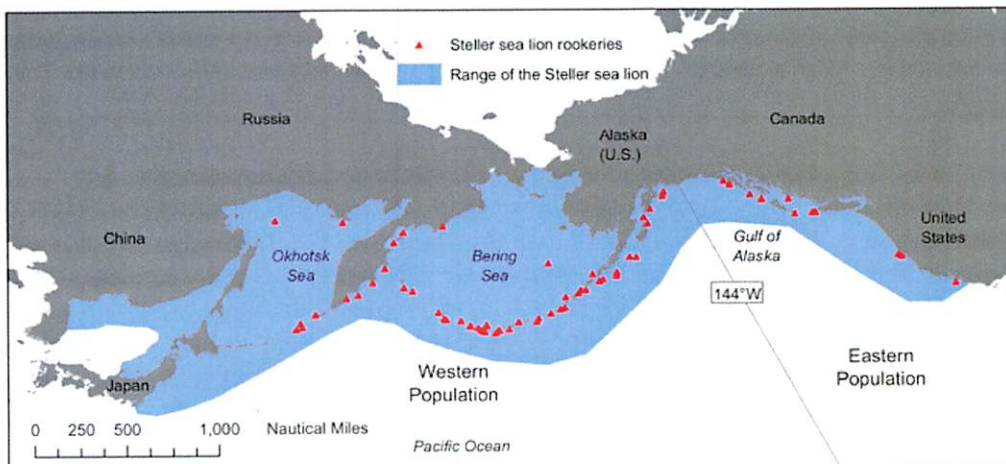 Steller sea lion rookeries
Range of the Steller sea lion
Russia
Alaska
(U.S.)
Canada
China
Okhotsk
Sea
Bering
Sea
Gulf of
Alaska
United
States
144°W
Japan
Western
Population
Eastern
Population
0 250 500 1,000 Nautical Miles
Pacific Ocean